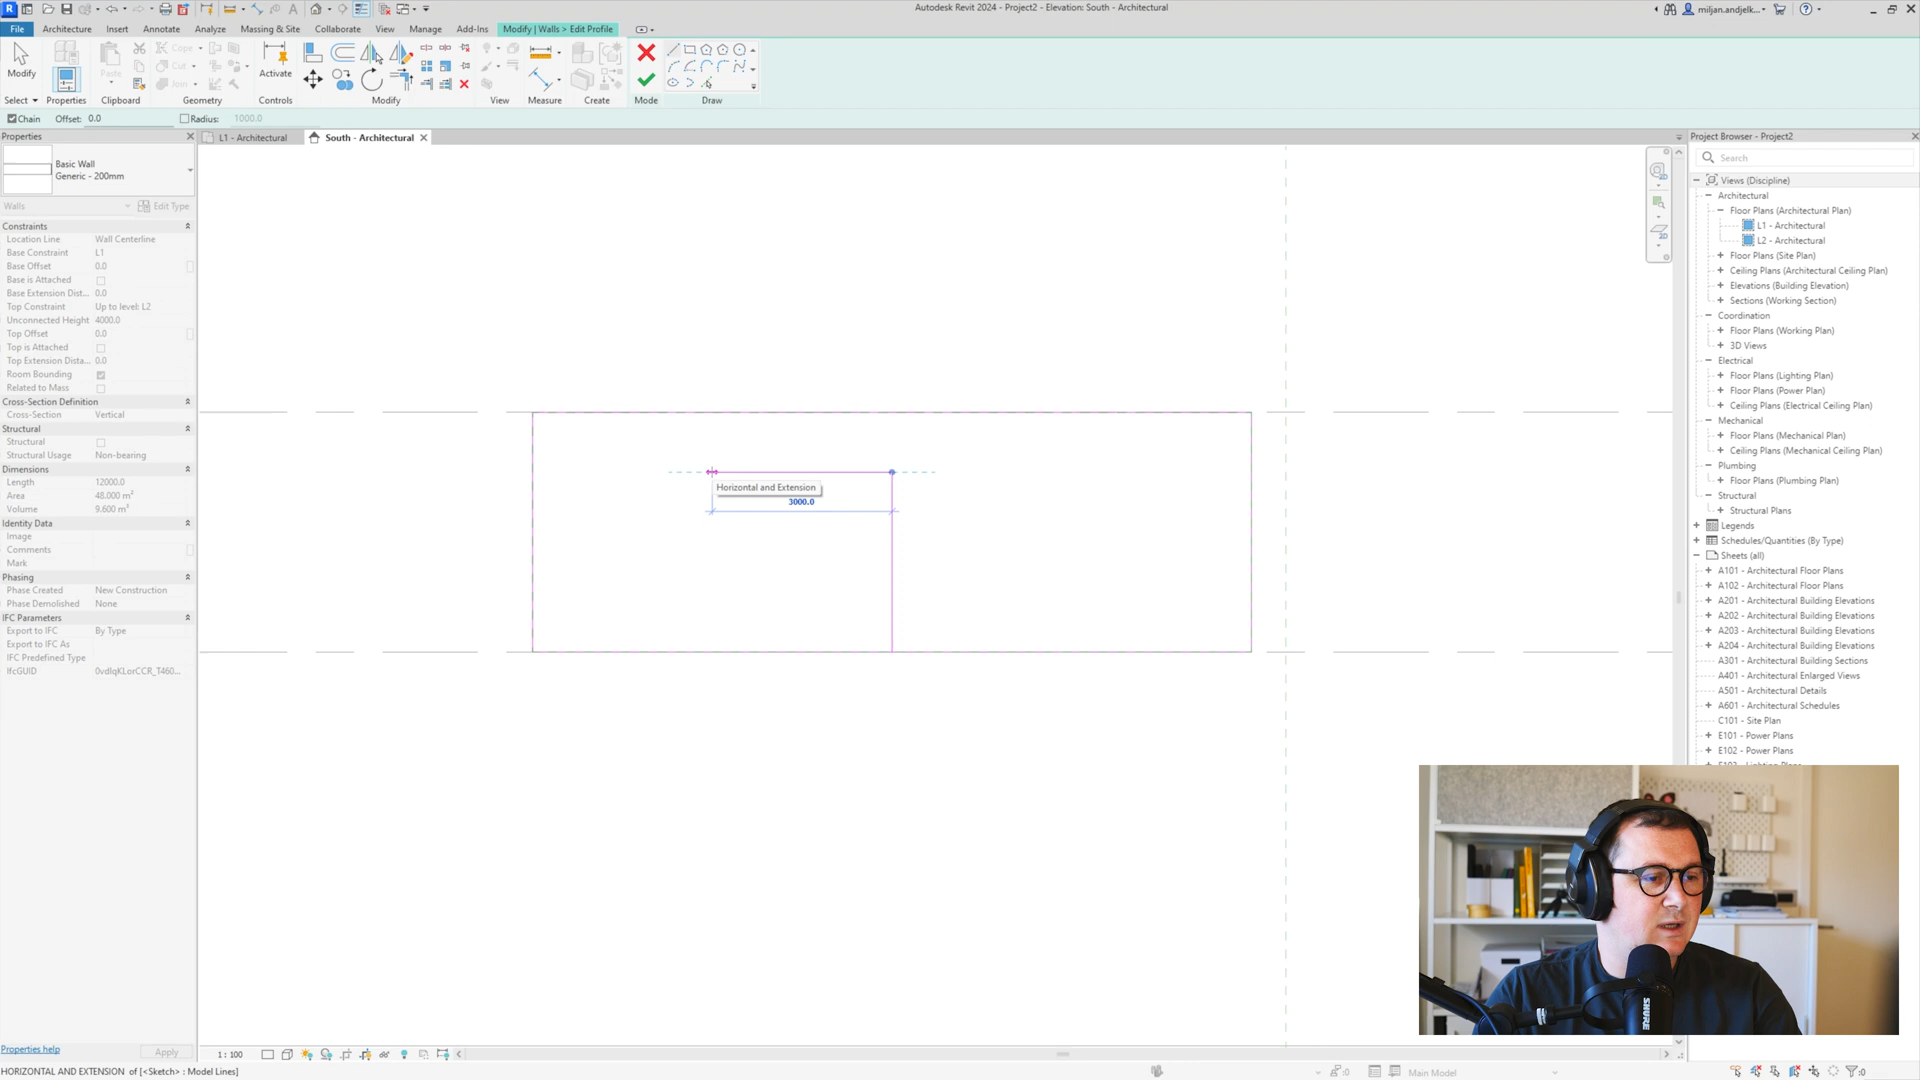 Autodesk Revit 2024 - Project2 - Elevation: South - Architectural
miljan.andjelk...
File
Architecture
Insert
Annotate
Analyze
Massing & Site
Collaborate
View
Manage
Add-Ins
Modify | Walls > Edit Profile
Modify
Paste
Cope
Cut
Join
Activate
Select
Properties
Clipboard
Geometry
Controls
Modify
View
Measure
Create
Mode
Draw
Chain
Offset: 0.0
Radius: 1000.0
Properties
L1 - Architectural
South - Architectural
Project Browser - Project2
Basic Wall
Generic - 200mm
Walls
Edit Type
Constraints
Location Line Wall Centerline
Base Constraint L1
Base Offset 0.0
Base is Attached
Base Extension Dist... 0.0
Top Constraint Up to level: L2
Unconnected Height 4000.0
Top Offset 0.0
Top is Attached
Top Extension Dista... 0.0
Room Bounding
Related to Mass
Cross-Section Definition
Cross-Section Vertical
Structural
Structural
Structural Usage Non-bearing
Dimensions
Length 12000.0
Area 48.000 m²
Volume 9.600 m³
Identity Data
Image
Comments
Mark
Phasing
Phase Created New Construction
Phase Demolished None
IFC Parameters
Export to IFC By Type
Export to IFC As
IFC Predefined Type
IfcGUID 0vdIqKLorCCR_T460...
Properties help
Apply
Horizontal and Extension
3000.0
Search
Views (Discipline)
Architectural
Floor Plans (Architectural Plan)
L1 - Architectural
L2 - Architectural
Floor Plans (Site Plan)
Ceiling Plans (Architectural Ceiling Plan)
Elevations (Building Elevation)
Sections (Working Section)
Coordination
Floor Plans (Working Plan)
3D Views
Electrical
Floor Plans (Lighting Plan)
Floor Plans (Power Plan)
Ceiling Plans (Electrical Ceiling Plan)
Mechanical
Floor Plans (Mechanical Plan)
Ceiling Plans (Mechanical Ceiling Plan)
Plumbing
Floor Plans (Plumbing Plan)
Structural
Structural Plans
Legends
Schedules/Quantities (By Type)
Sheets (all)
A101 - Architectural Floor Plans
A102 - Architectural Floor Plans
A201 - Architectural Building Elevations
A202 - Architectural Building Elevations
A203 - Architectural Building Elevations
A204 - Architectural Building Elevations
A301 - Architectural Building Sections
A401 - Architectural Enlarged Views
A501 - Architectural Details
A601 - Architectural Schedules
C101 - Site Plan
E101 - Power Plans
E102 - Power Plans
SHURE
1 : 100
HORIZONTAL AND EXTENSION of [<Sketch> : Model Lines]
:0
Main Model
:0